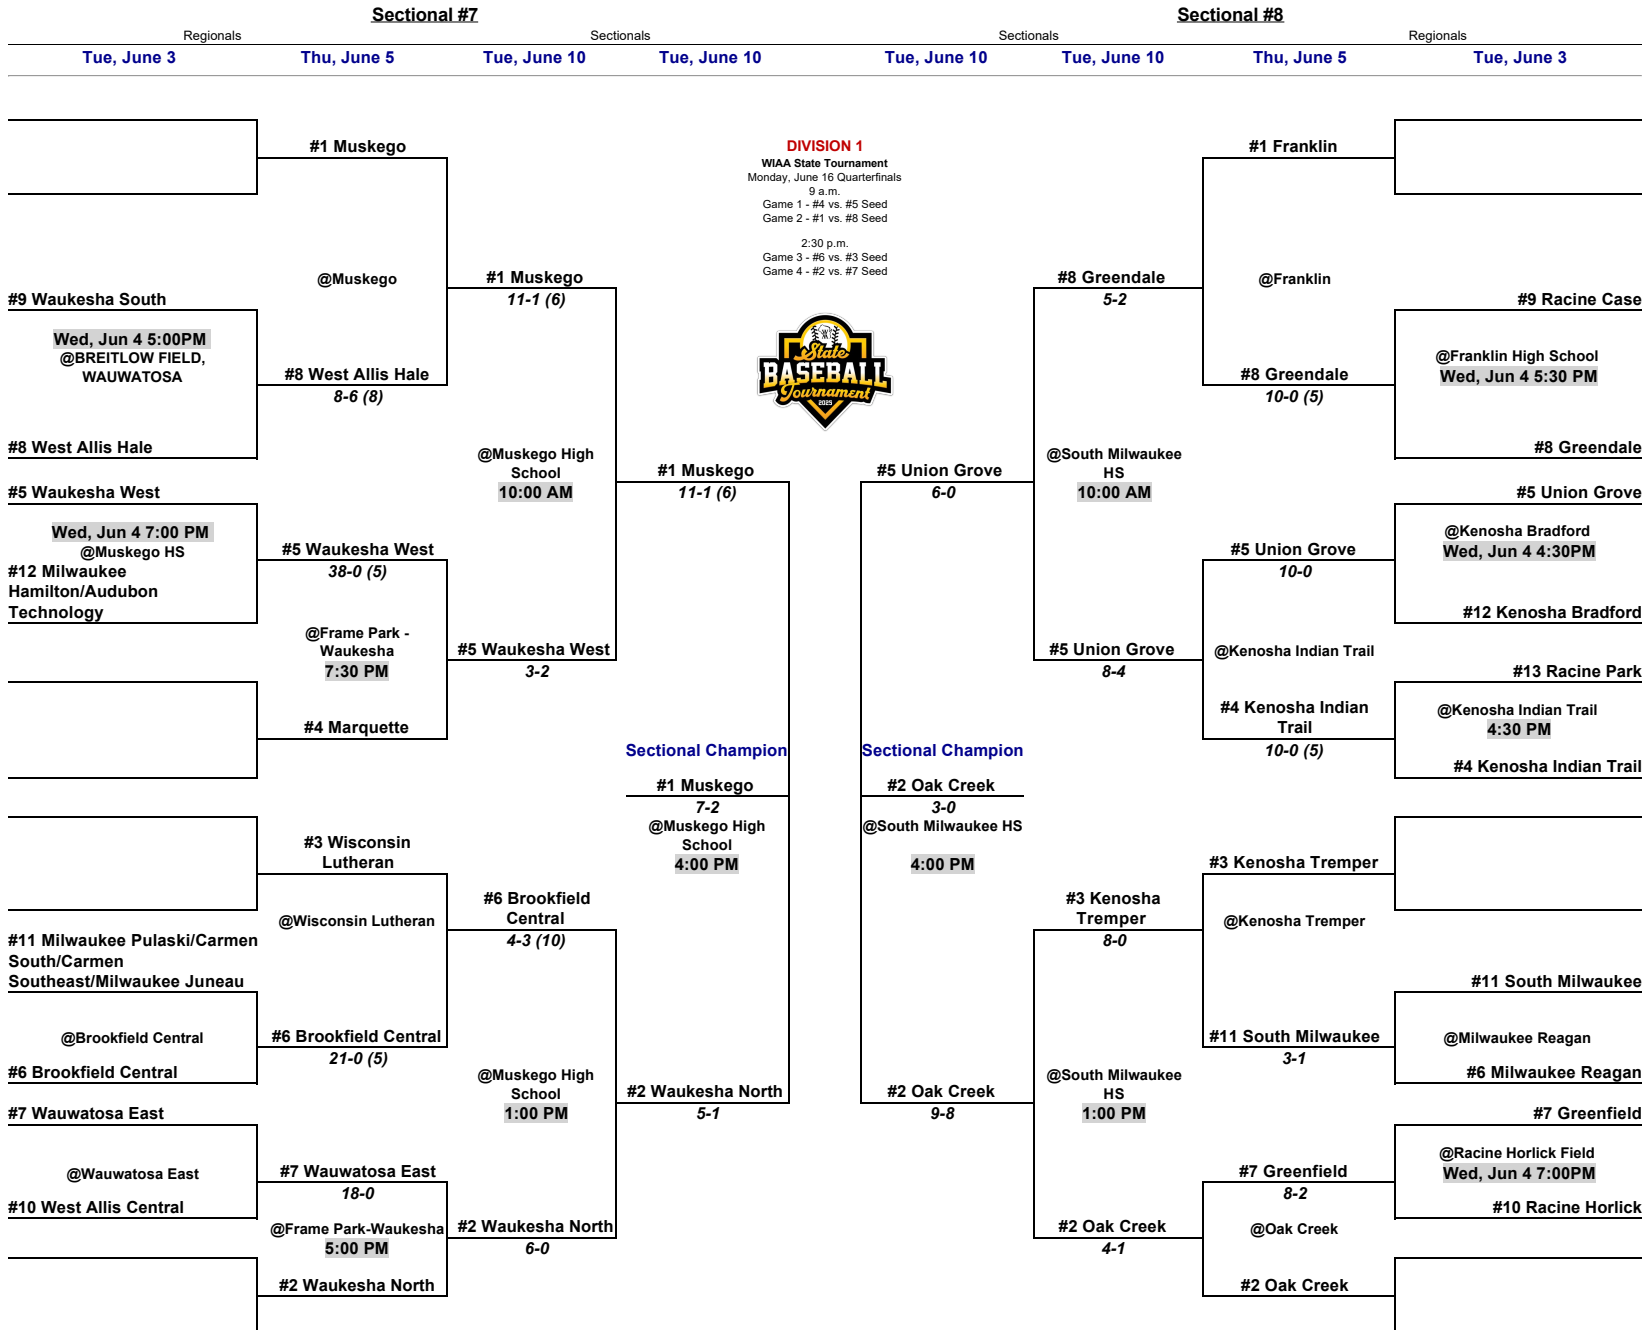 Sectional #7
Sectional #8
Regionals
Sectionals
Sectionals
Regionals
Tue, June 3
Thu, June 5
Tue, June 10
Tue, June 10
Tue, June 10
Tue, June 10
Thu, June 5
Tue, June 3
#9 Waukesha South
Wed, Jun 4 5:00PM
@BREITLOW FIELD,
WAUWATOSA
#8 West Allis Hale
#5 Waukesha West
Wed, Jun 4 7:00 PM
@Muskego HS
#12 Milwaukee
Hamilton/Audubon
Technology
#11 Milwaukee Pulaski/Carmen
South/Carmen
Southeast/Milwaukee Juneau
@Brookfield Central
#6 Brookfield Central
#7 Wauwatosa East
@Wauwatosa East
#10 West Allis Central
#1 Muskego
@Muskego
#8 West Allis Hale
8-6 (8)
#5 Waukesha West
38-0 (5)
@Frame Park -
Waukesha
7:30 PM
#4 Marquette
#3 Wisconsin
Lutheran
@Wisconsin Lutheran
#6 Brookfield Central
21-0 (5)
#7 Wauwatosa East
18-0
@Frame Park-Waukesha
5:00 PM
#2 Waukesha North
#1 Muskego
11-1 (6)
@Muskego High
School
10:00 AM
#5 Waukesha West
3-2
#6 Brookfield
Central
4-3 (10)
@Muskego High
School
1:00 PM
#2 Waukesha North
6-0
#1 Muskego
11-1 (6)
Sectional Champion
#1 Muskego
7-2
@Muskego High
School
4:00 PM
#2 Waukesha North
5-1
DIVISION 1
WIAA State Tournament
Monday, June 16 Quarterfinals
9 a.m.
Game 1 - #4 vs. #5 Seed
Game 2 - #1 vs. #8 Seed
2:30 p.m.
Game 3 - #6 vs. #3 Seed
Game 4 - #2 vs. #7 Seed
State
BASEBALL
Tournament
2025
#5 Union Grove
6-0
Sectional Champion
#2 Oak Creek
3-0
@South Milwaukee HS
4:00 PM
#2 Oak Creek
9-8
#8 Greendale
5-2
@South Milwaukee
HS
10:00 AM
#5 Union Grove
8-4
#3 Kenosha
Tremper
8-0
@South Milwaukee
HS
1:00 PM
#2 Oak Creek
4-1
#1 Franklin
@Franklin
#8 Greendale
10-0 (5)
#5 Union Grove
10-0
@Kenosha Indian Trail
#4 Kenosha Indian
Trail
10-0 (5)
#3 Kenosha Tremper
@Kenosha Tremper
#11 South Milwaukee
3-1
#7 Greenfield
8-2
@Oak Creek
#2 Oak Creek
#9 Racine Case
@Franklin High School
Wed, Jun 4 5:30 PM
#8 Greendale
#5 Union Grove
@Kenosha Bradford
Wed, Jun 4 4:30PM
#12 Kenosha Bradford
#13 Racine Park
@Kenosha Indian Trail
4:30 PM
#4 Kenosha Indian Trail
#11 South Milwaukee
@Milwaukee Reagan
#6 Milwaukee Reagan
#7 Greenfield
@Racine Horlick Field
Wed, Jun 4 7:00PM
#10 Racine Horlick